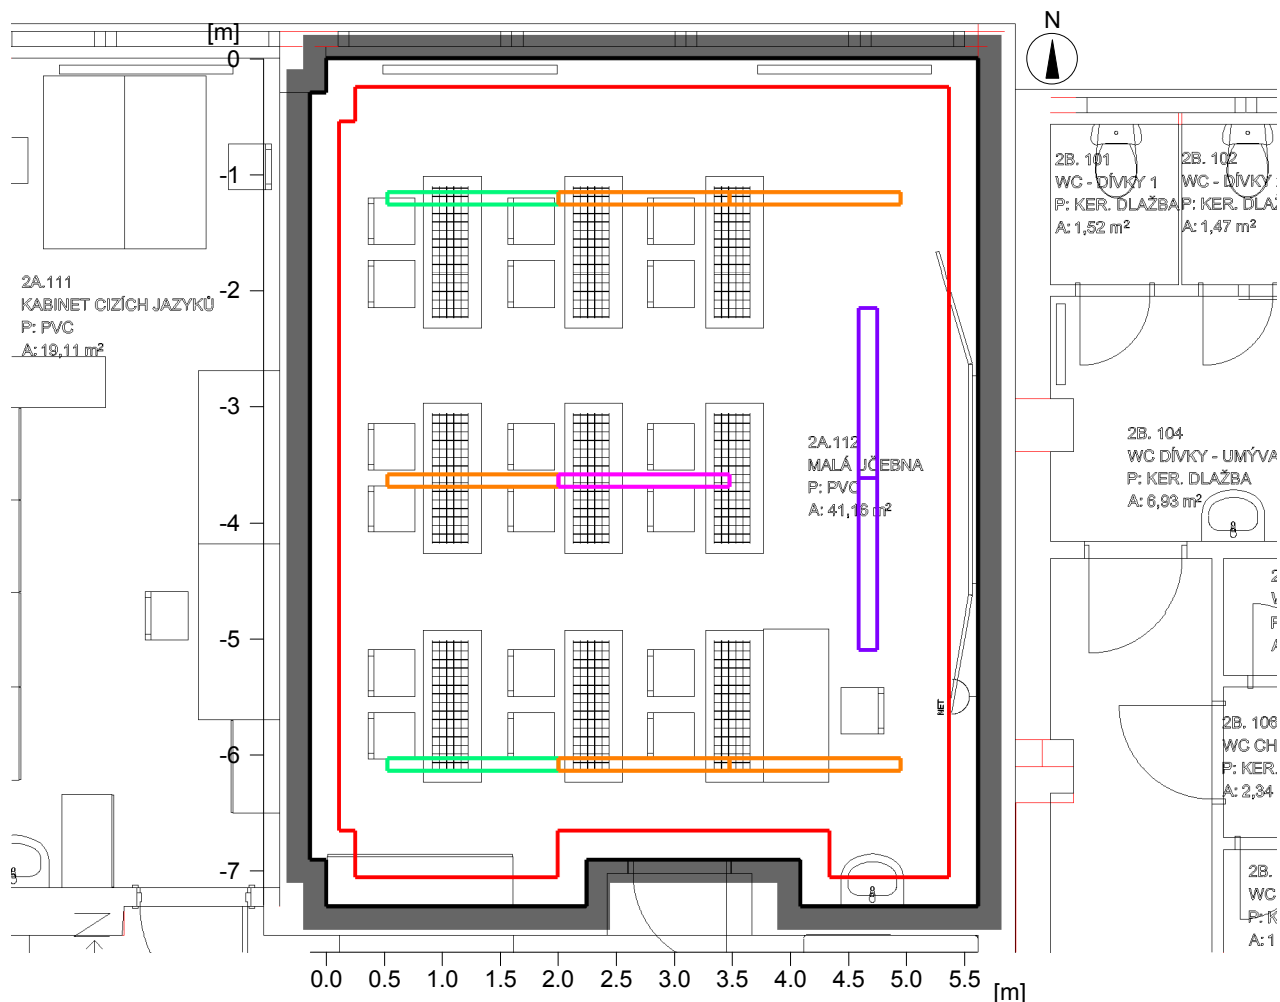 [m]
N
0
-1
-2
-3
-4
-5
-6
-7
2A.111
KABINET CIZÍCH JAZYKŮ
P: PVC
A: 19,11 m²
2A.112
MALÁ UČEBNA
P: PVC
A: 41,16 m²
NET
2B. 101
WC - DÍVKY 1
P: KER. DLAŽBA
A: 1,52 m²
2B. 102
WC - DÍVKY
P: KER.
A: 1,47 m²
2B. 104
WC DÍVKY - UMÝVA
P: KER. DLAŽBA
A: 6,93 m²
2B. 106
WC CH
P: KER.
A: 2,34
2B.
WC
P: K
A: 1
0.0 0.5 1.0 1.5 2.0 2.5 3.0 3.5 4.0 4.5 5.0 5.5
[m]